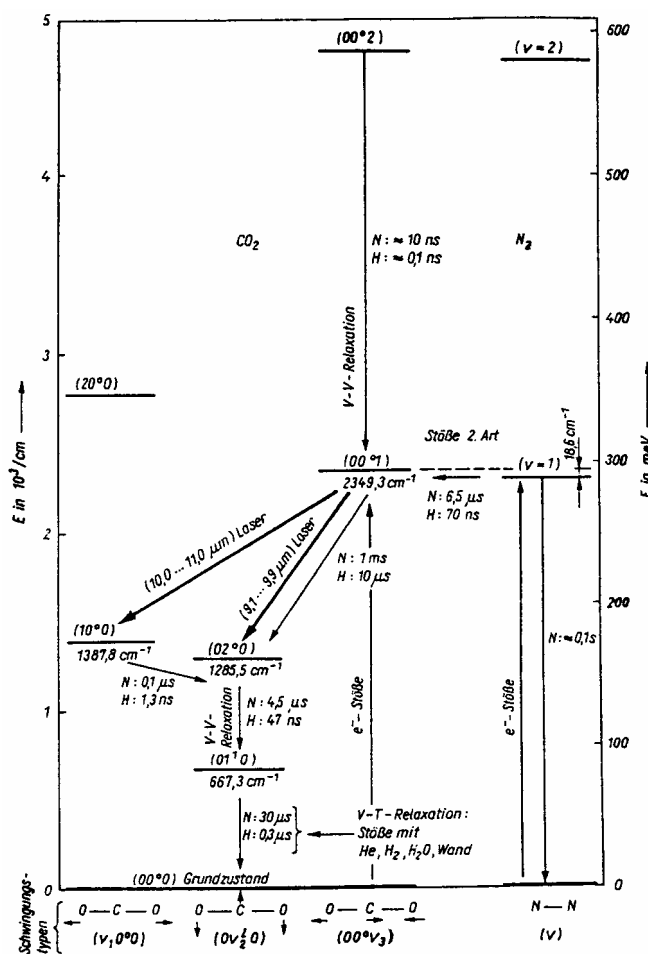 5
4
3
2
1
0
E in 10³/cm
600
500
400
300
200
100
0
E in meV
(00°2)
(v=2)
CO₂
N₂
N: ≈ 10 ns
H: ≈ 0,1 ns
V-V-Relaxation
(20°0)
Stöße 2. Art
18,6 cm⁻¹
(00°1)
(v=1)
2349,3 cm⁻¹
N: 6,5 µs
H: 70 ns
(10,0 ... 11,0 µm) Laser
(9,1 ... 9,9 µm) Laser
N: 1 ms
H: 10 µs
(10°0)
1387,8 cm⁻¹
(02°0)
1285,5 cm⁻¹
N: ≈ 0,1 s
N: 0,1 µs
H: 1,3 ns
V-V-
Relaxation
N: 4,5 µs
H: 47 ns
e⁻-Stöße
e⁻-Stöße
(01¹0)
667,3 cm⁻¹
N: 30 µs
H: 0,3 µs
V-T-Relaxation:
Stöße mit
He, H₂, H₂O, Wand
(00°0) Grundzustand
Schwingungs-
typen
O—C—O
O—C—O
O—C—O
N—N
(v₁0°0)
(0v₂ˡ0)
(00°v₃)
(v)